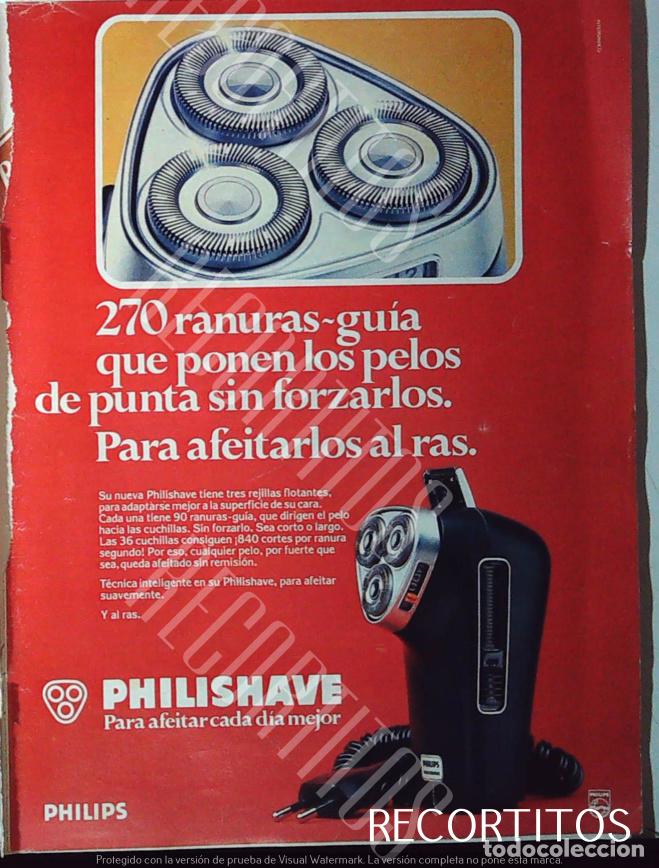 270 ranuras-guía
que ponen los pelos
de punta sin forzarlos.
Para afeitarlos al ras.
Su nueva Philishave tiene tres rejillas flotantes,
para adaptarse mejor a la superficie de su cara.
Cada una tiene 90 ranuras-guía, que dirigen el pelo
hacia las cuchillas. Sin forzarlo. Sea corto o largo.
Las 36 cuchillas consiguen ¡840 cortes por ranura
segundo! Por eso, cualquier pelo, por fuerte que
sea, queda afeitado sin remisión.
Técnica inteligente en su Philishave, para afeitar
suavemente.
Y al ras.
PHILISHAVE
Para afeitar cada día mejor
PHILIPS
PHILIPS
PHILIPS
RECORTITOS
RECORTITOS
RECORTITOS
RECORTITOS
RECORTITOS
todocoleccion
Protegido con la versión de prueba de Visual Watermark. La versión completa no pone esta marca.